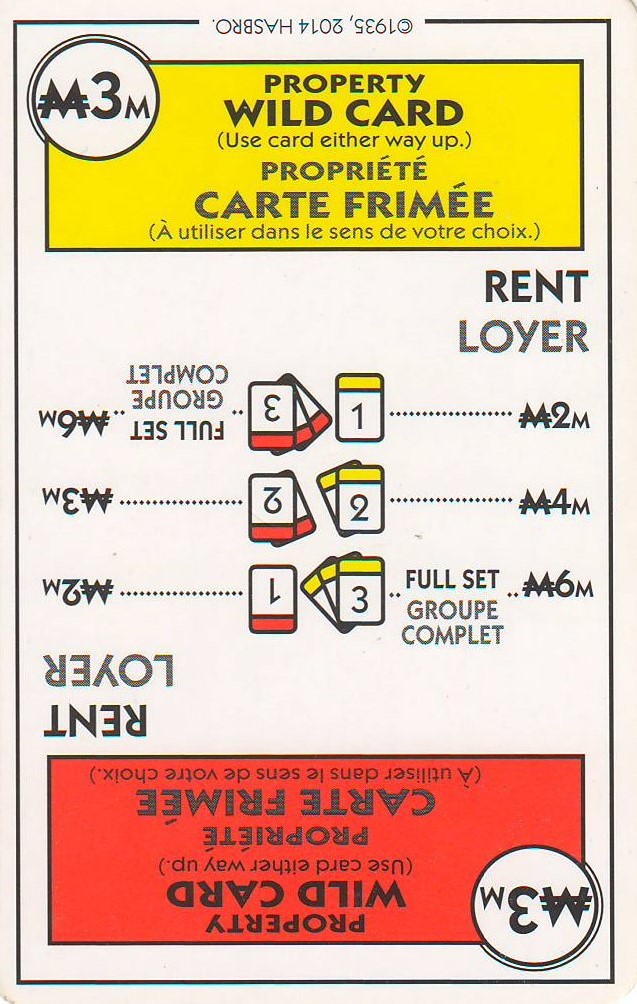 ₩3M
PROPERTY
WILD CARD
(Use card either way up.)
PROPRIÉTÉ
CARTE FRIMÉE
(À utiliser dans le sens de votre choix.)
RENT
LOYER
1 ₩2M
2 ₩3M
3 FULL SET ₩6M
GROUPE
COMPLET
₩3M
PROPERTY
WILD CARD
(Use card either way up.)
PROPRIÉTÉ
CARTE FRIMÉE
(À utiliser dans le sens de votre choix.)
RENT
LOYER
1 ₩2M
2 ₩4M
3 FULL SET ₩6M
GROUPE
COMPLET
©1935, 2014 HASBRO.